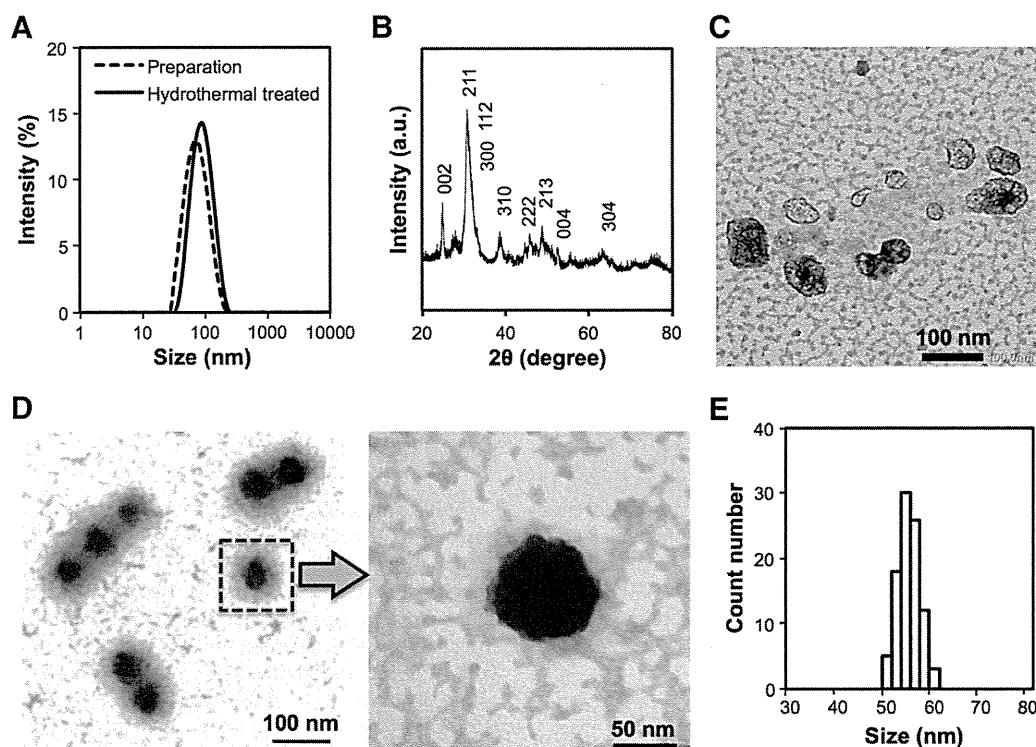 A
20
15
10
5
0
Intensity (%)
Preparation
Hydrothermal treated
1 10 100 1000 10000
Size (nm)
B
Intensity (a.u.)
002
211
300 112
310
222
213
004
304
20 40 60 80
2θ (degree)
C
100 nm
100.0nm
D
100 nm
50 nm
E
40
30
20
10
0
Count number
30 40 50 60 70 80
Size (nm)